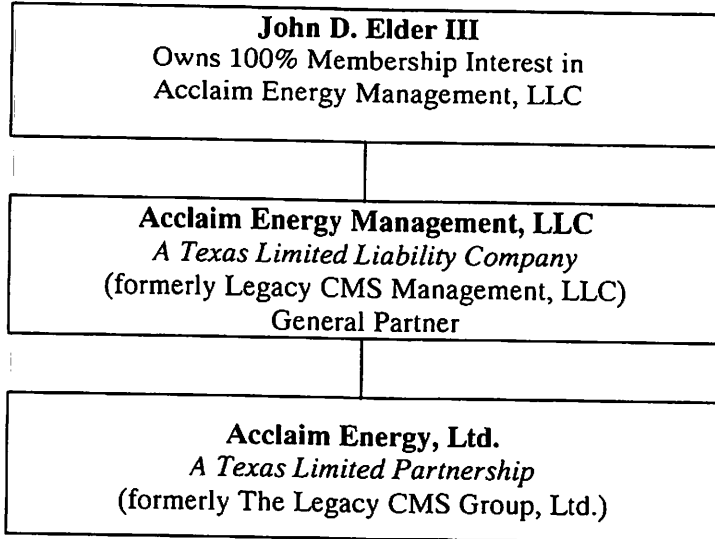 John D. Elder III
Owns 100% Membership Interest in
Acclaim Energy Management, LLC
Acclaim Energy Management, LLC
A Texas Limited Liability Company
(formerly Legacy CMS Management, LLC)
General Partner
Acclaim Energy, Ltd.
A Texas Limited Partnership
(formerly The Legacy CMS Group, Ltd.)